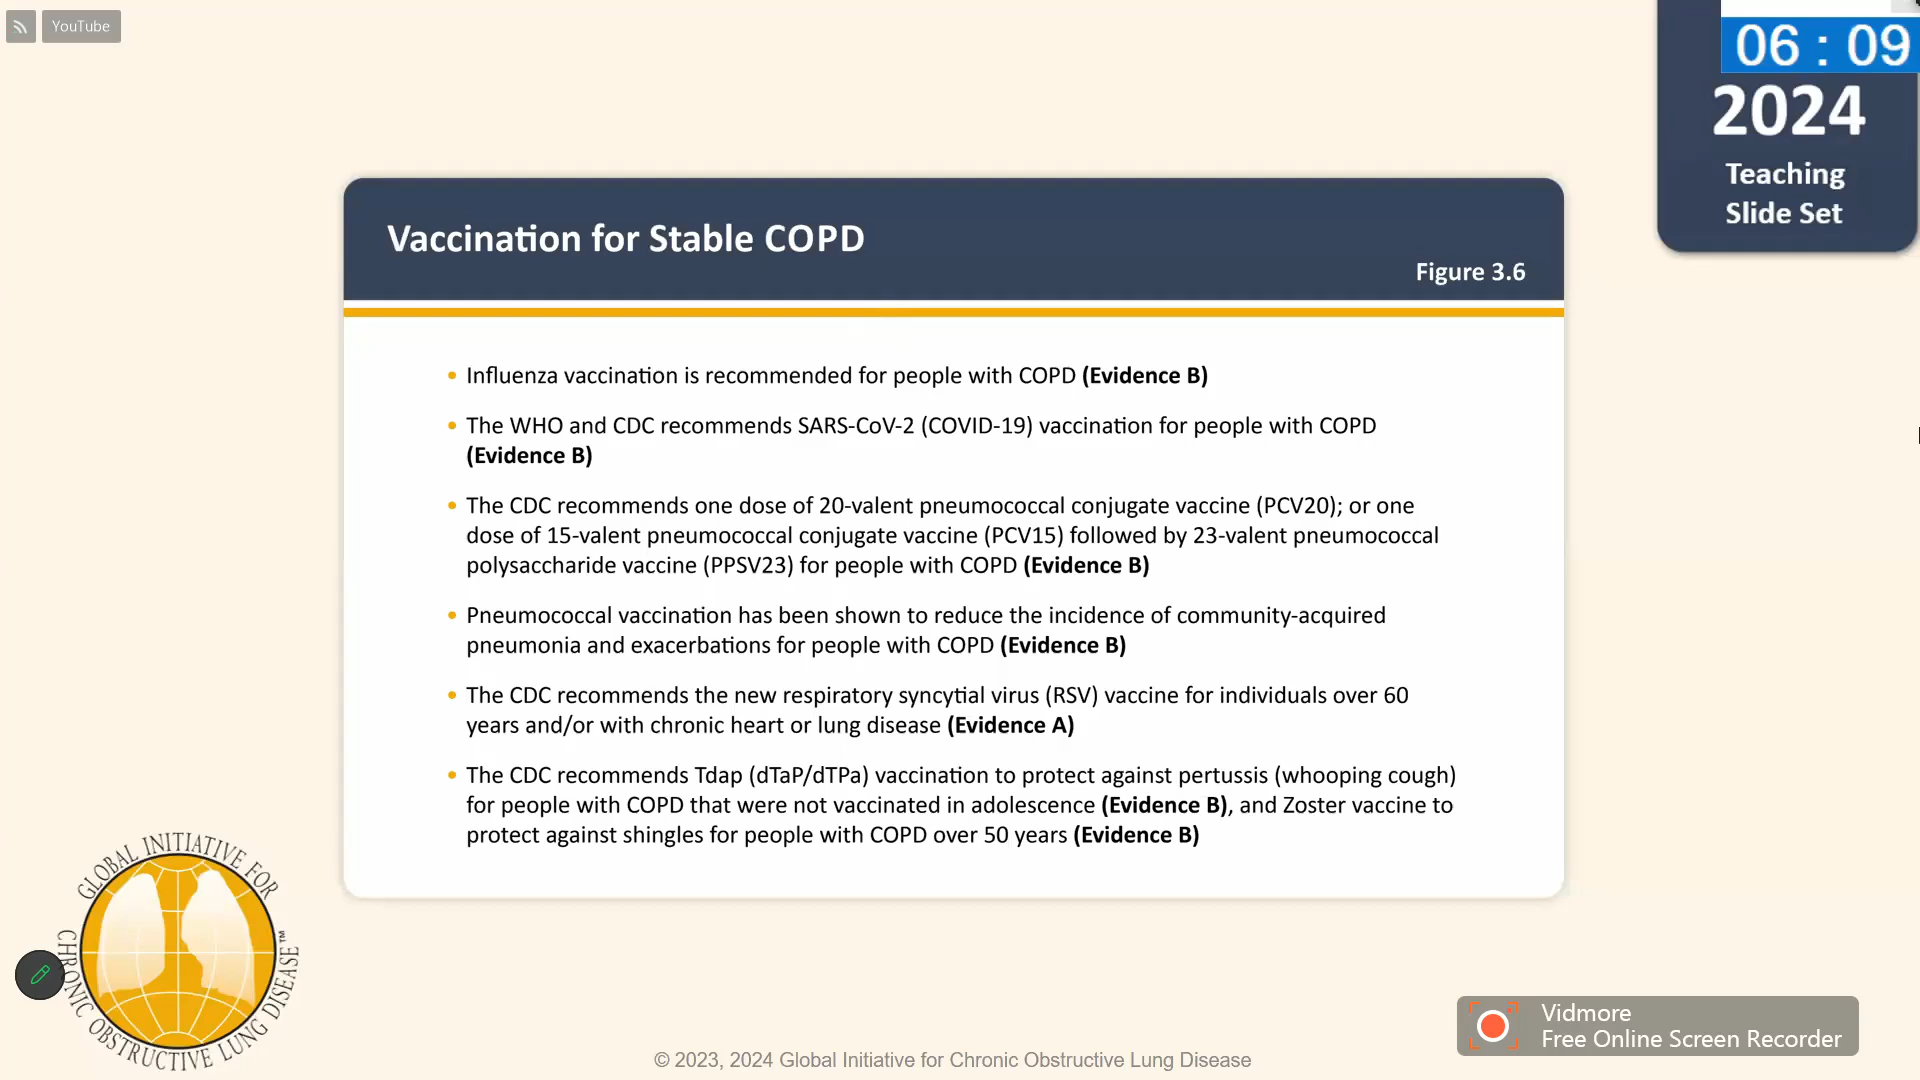 YouTube
06 : 09
2024
Teaching
Slide Set
Vaccination for Stable COPD
Figure 3.6
• Influenza vaccination is recommended for people with COPD (Evidence B)
• The WHO and CDC recommends SARS-CoV-2 (COVID-19) vaccination for people with COPD
(Evidence B)
• The CDC recommends one dose of 20-valent pneumococcal conjugate vaccine (PCV20); or one
dose of 15-valent pneumococcal conjugate vaccine (PCV15) followed by 23-valent pneumococcal
polysaccharide vaccine (PPSV23) for people with COPD (Evidence B)
• Pneumococcal vaccination has been shown to reduce the incidence of community-acquired
pneumonia and exacerbations for people with COPD (Evidence B)
• The CDC recommends the new respiratory syncytial virus (RSV) vaccine for individuals over 60
years and/or with chronic heart or lung disease (Evidence A)
• The CDC recommends Tdap (dTaP/dTPa) vaccination to protect against pertussis (whooping cough)
for people with COPD that were not vaccinated in adolescence (Evidence B), and Zoster vaccine to
protect against shingles for people with COPD over 50 years (Evidence B)
GLOBAL INITIATIVE FOR
CHRONIC OBSTRUCTIVE LUNG DISEASE™
Vidmore
Free Online Screen Recorder
© 2023, 2024 Global Initiative for Chronic Obstructive Lung Disease